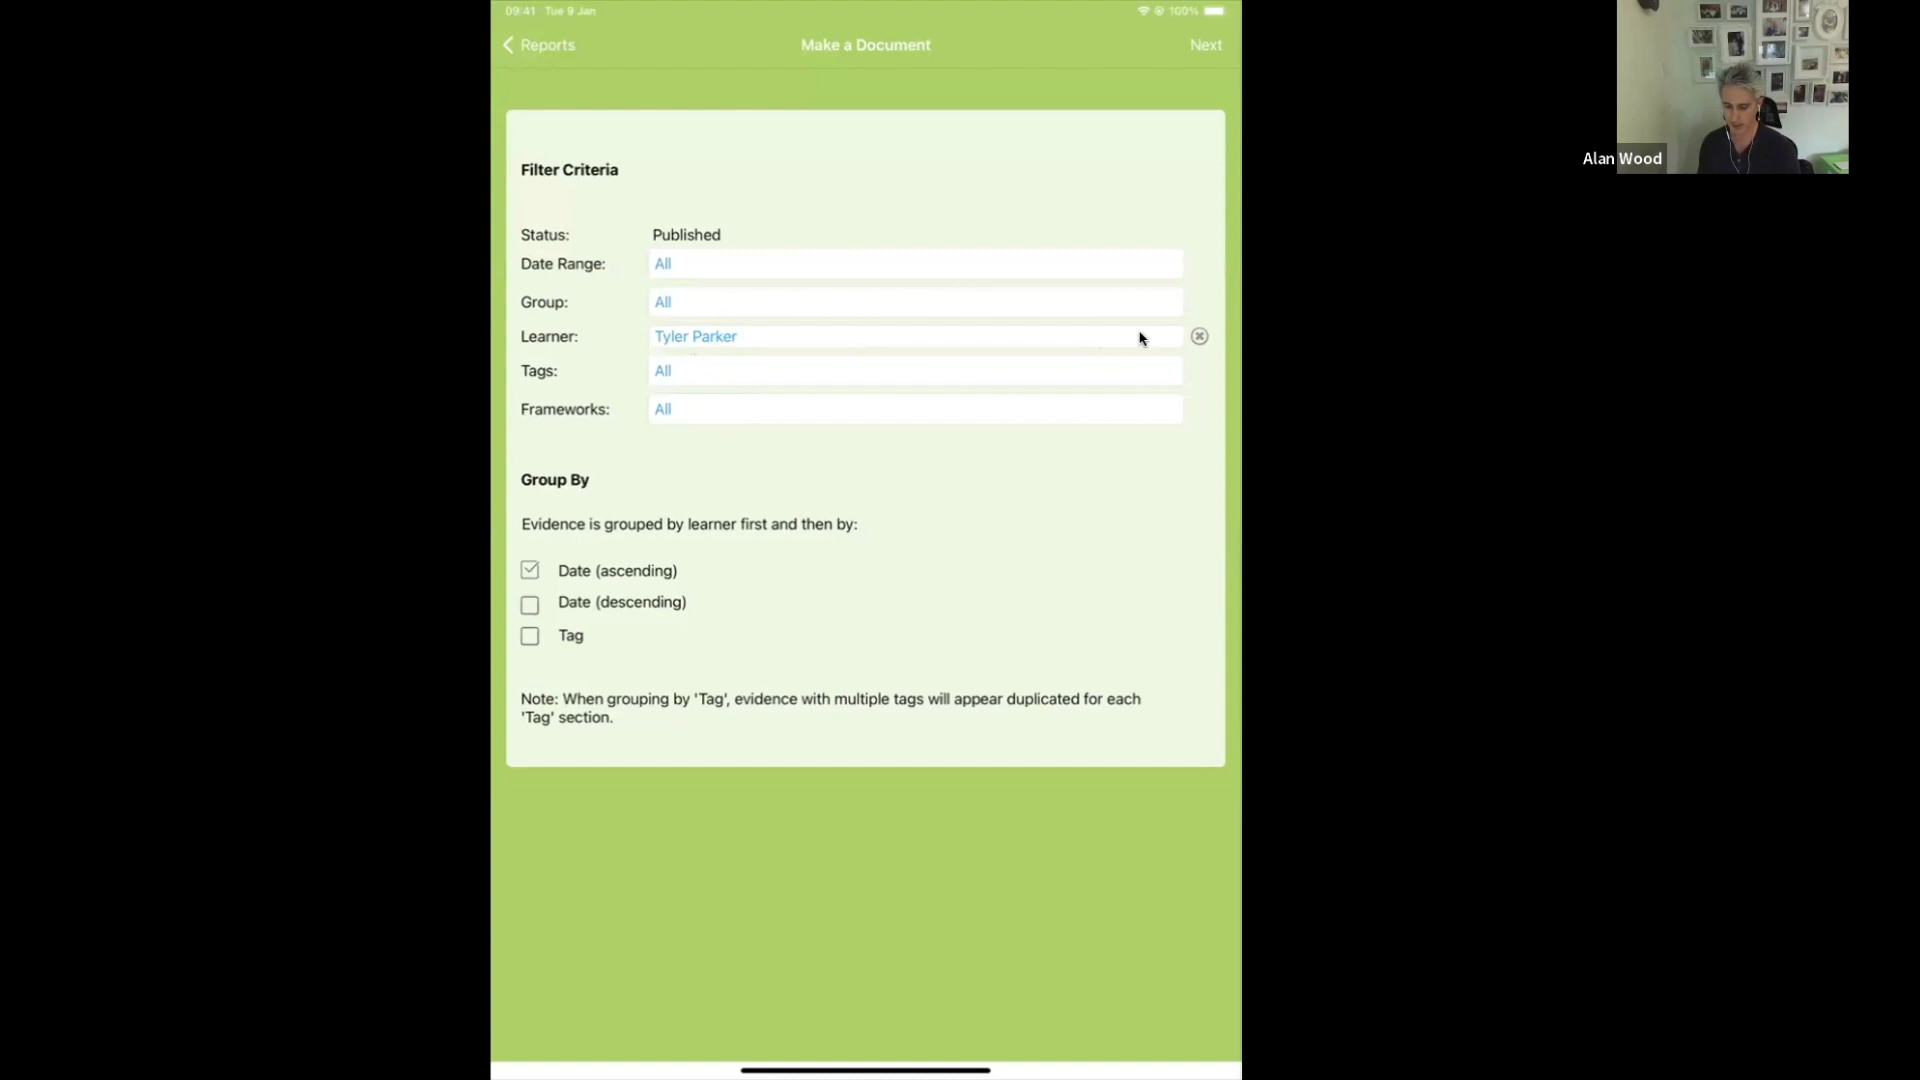 09:41 Tue 9 Jan
100%
Reports
Make a Document
Next
Alan Wood
Filter Criteria
Status: Published
Date Range: All
Group: All
Learner: Tyler Parker
Tags: All
Frameworks: All
Group By
Evidence is grouped by learner first and then by:
Date (ascending)
Date (descending)
Tag
Note: When grouping by 'Tag', evidence with multiple tags will appear duplicated for each
'Tag' section.